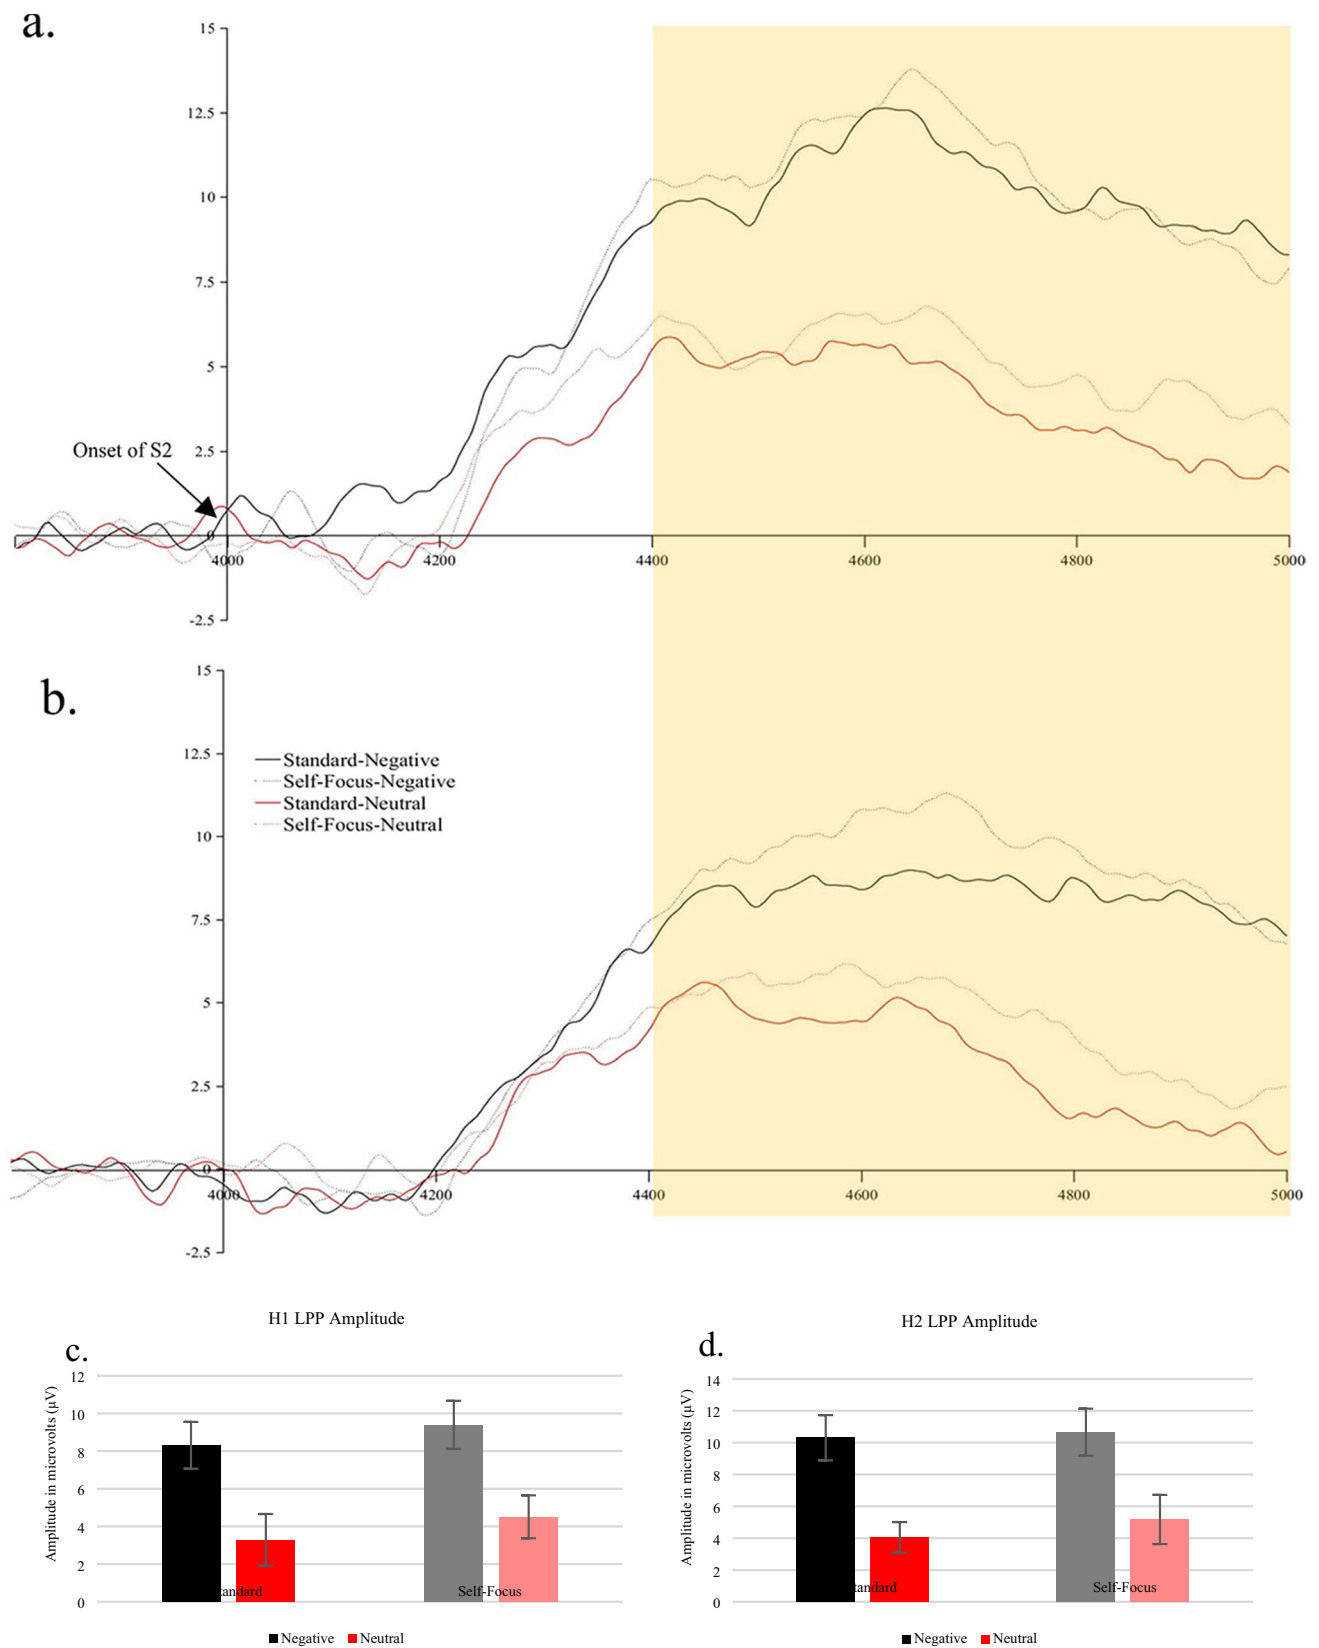 a.
15
12.5
10
7.5
5
Onset of S2
2.5
0
4000 4200 4400 4600 4800 5000
-2.5
15
b.
12.5
Standard-Negative
Self-Focus-Negative
Standard-Neutral
Self-Focus-Neutral
10
7.5
5
2.5
0
4000 4200 4400 4600 4800 5000
-2.5
H1 LPP Amplitude
c.
Amplitude in microvolts (µV)
12
10
8
6
4
2
0
tandard Self-Focus
Negative Neutral
H2 LPP Amplitude
d.
Amplitude in microvolts (µV)
14
12
10
8
6
4
2
0
tandard Self-Focus
Negative Neutral